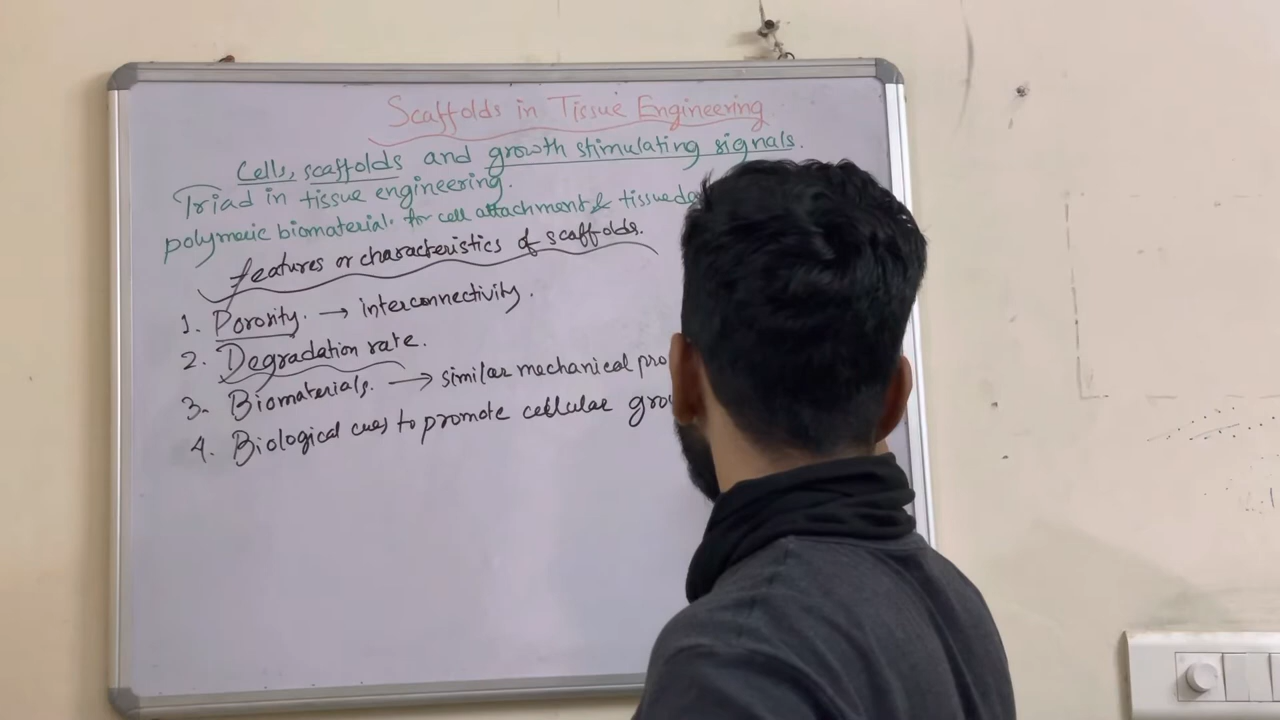 Scaffolds in Tissue Engineering
Cells, scaffolds and growth stimulating signals.
Triad in tissue engineering.
polymeric biomaterial. for cell attachment & tissue
features or characteristics of scaffolds.
1. Porosity. → interconnectivity.
2. Degradation rate.
3. Biomaterials. → similar mechanical
4. Biological cues to promote cellular